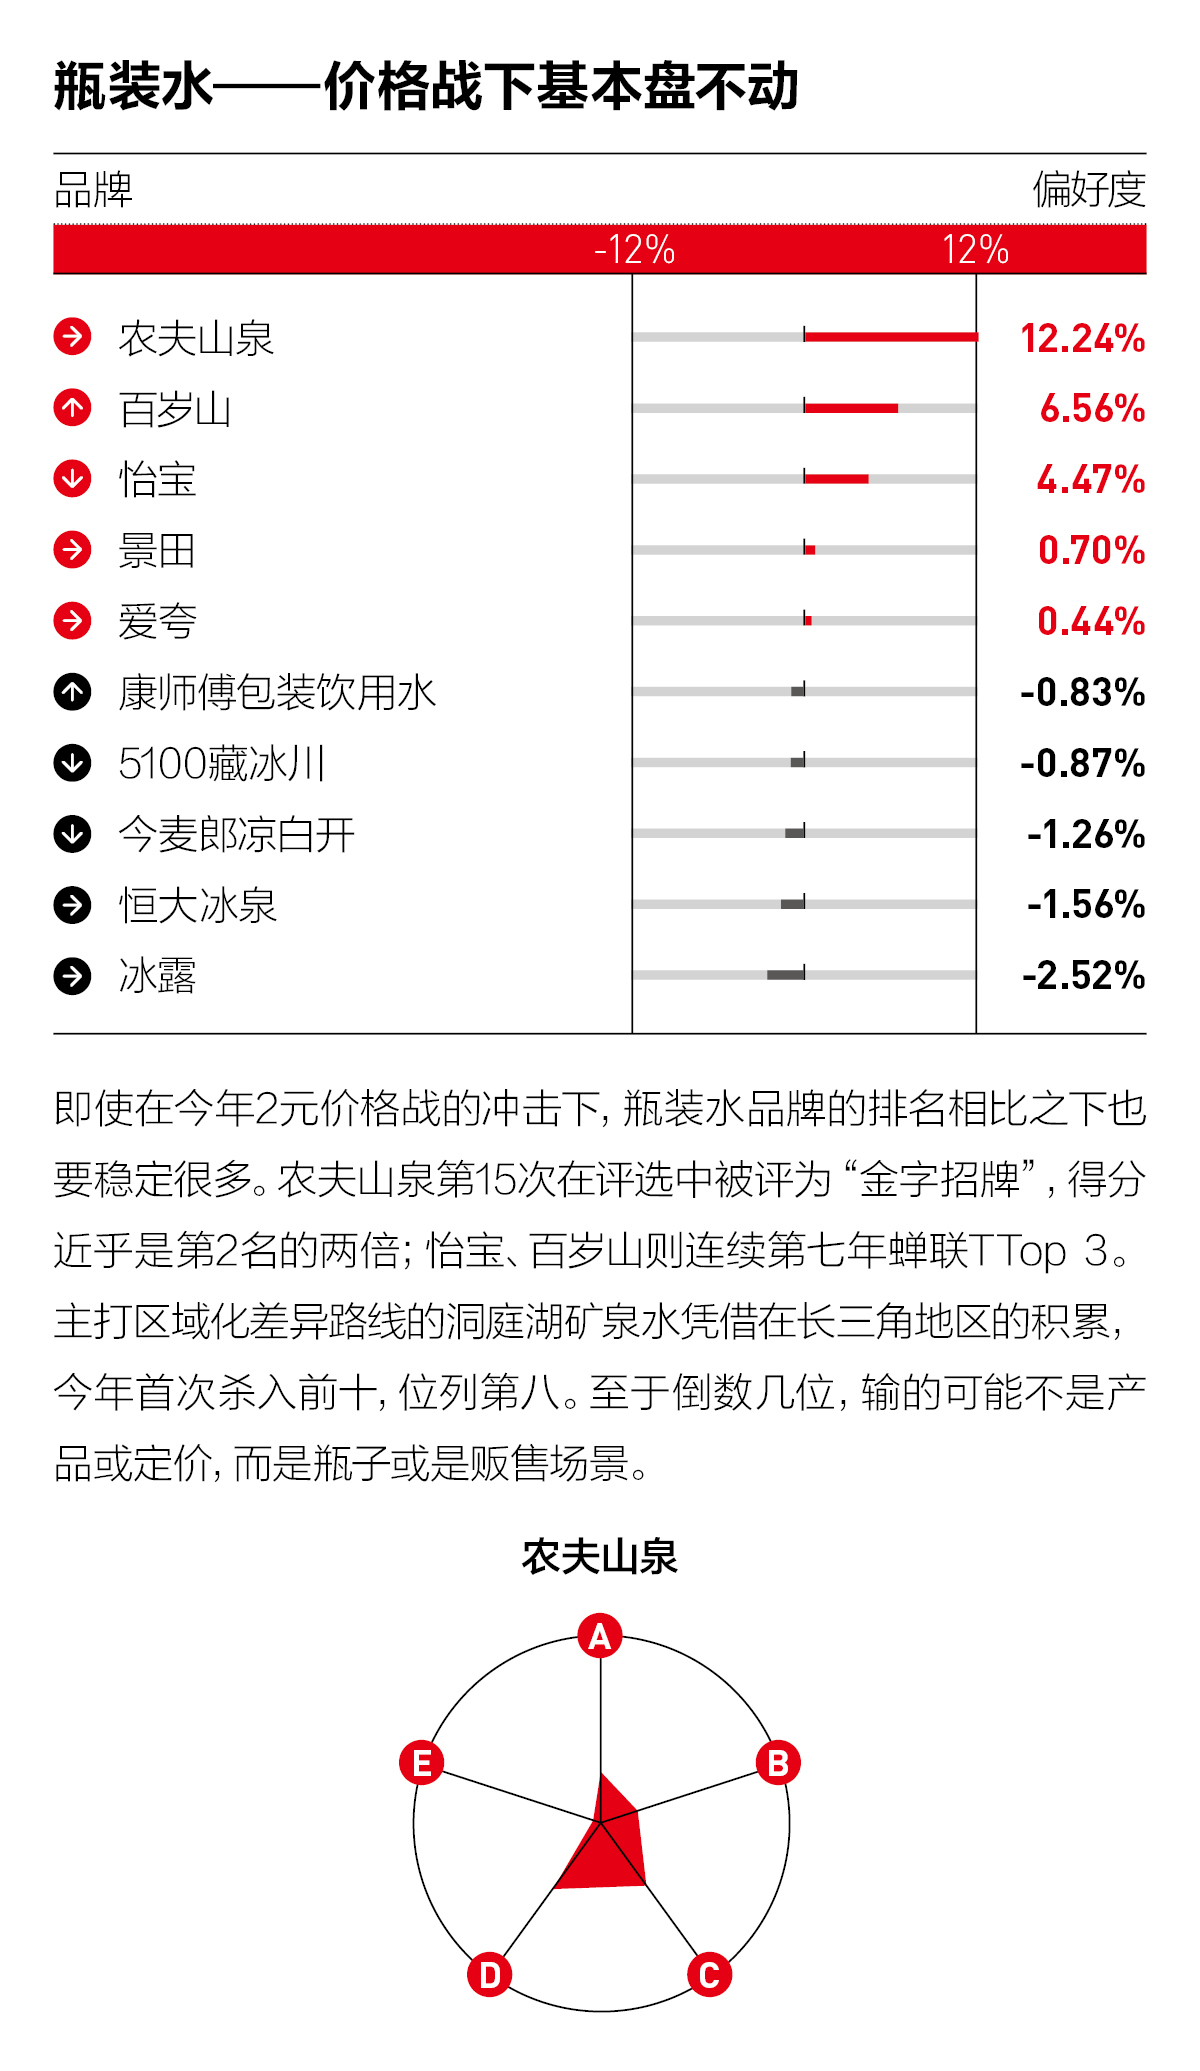 瓶装水——价格战下基本盘不动
品牌 偏好度
-12% 12%
农夫山泉 12.24%
百岁山 6.56%
怡宝 4.47%
景田 0.70%
爱夸 0.44%
康师傅包装饮用水 -0.83%
5100藏冰川 -0.87%
今麦郎凉白开 -1.26%
恒大冰泉 -1.56%
冰露 -2.52%
即使在今年2元价格战的冲击下，瓶装水品牌的排名相比之下也
要稳定很多。农夫山泉第15次在评选中被评为“金字招牌”，得分
近乎是第2名的两倍；怡宝、百岁山则连续第七年蝉联TTop 3。
主打区域化差异路线的洞庭湖矿泉水凭借在长三角地区的积累，
今年首次杀入前十，位列第八。至于倒数几位，输的可能不是产
品或定价，而是瓶子或是贩售场景。
农夫山泉
A
E B
D C